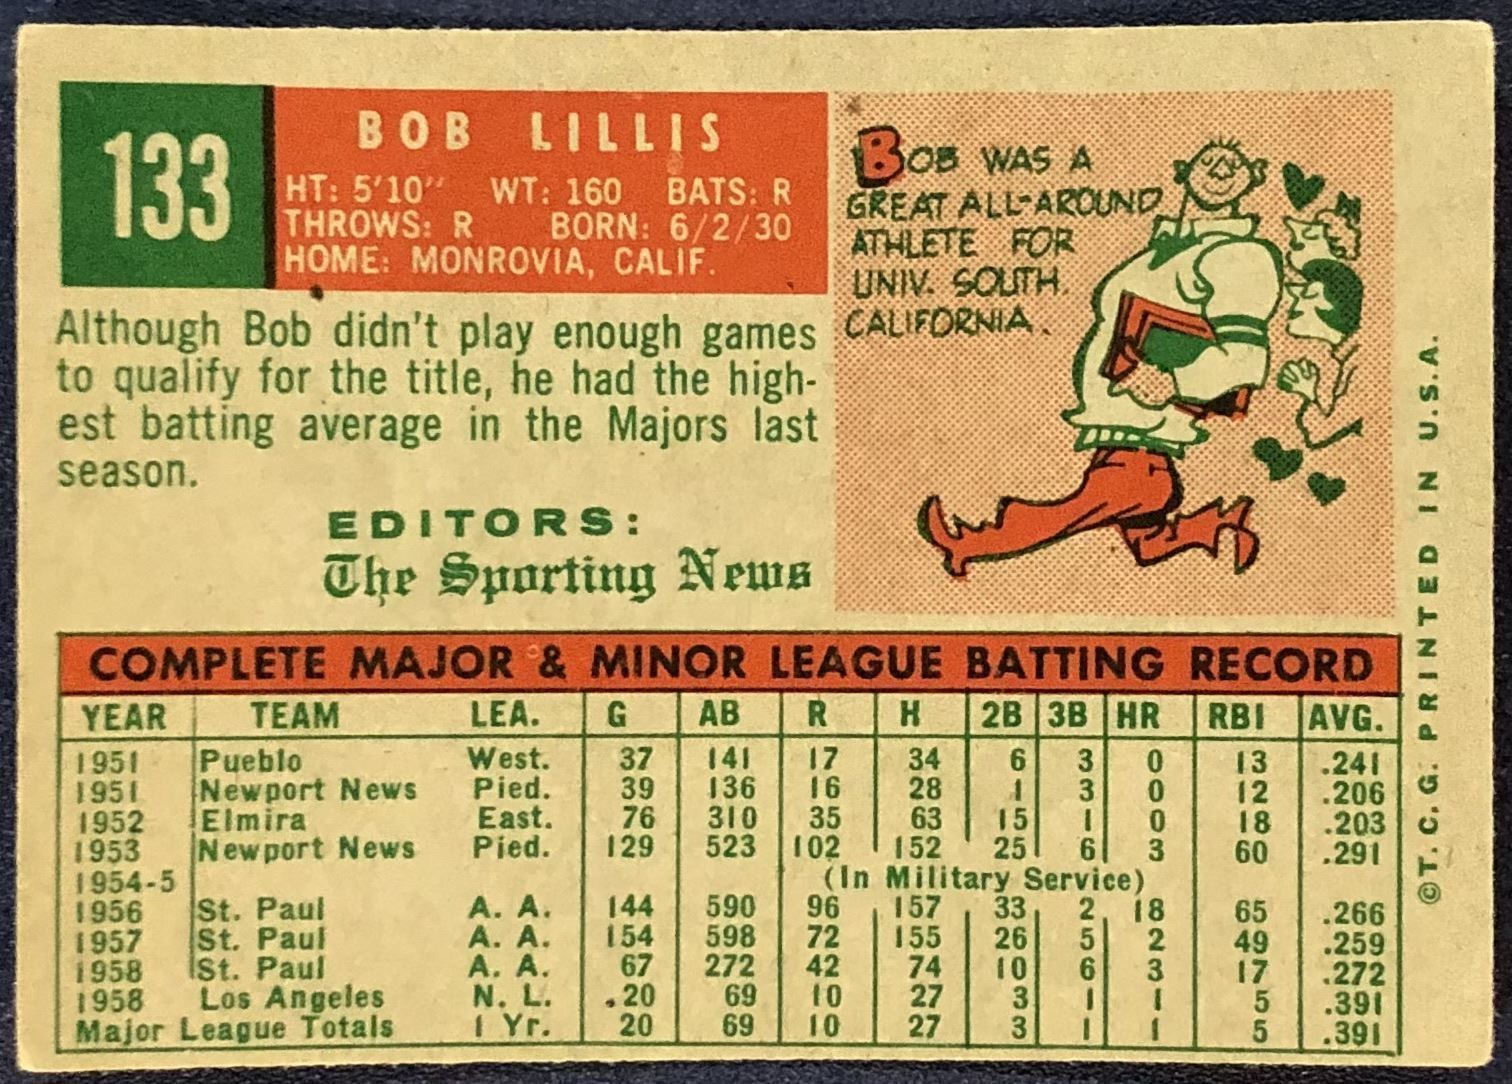 133
BOB LILLIS
HT: 5'10" WT: 160 BATS: R
THROWS: R BORN: 6/2/30
HOME: MONROVIA, CALIF.
Although Bob didn't play enough games
to qualify for the title, he had the high-
est batting average in the Majors last
season.
EDITORS:
The Sporting News
BOB WAS A
GREAT ALL-AROUND
ATHLETE FOR
UNIV. SOUTH.
CALIFORNIA.
COMPLETE MAJOR & MINOR LEAGUE BATTING RECORD
YEAR TEAM LEA. G AB R H 2B 3B HR RBI AVG.
1951 Pueblo West. 37 141 17 34 6 3 0 13 .241
1951 Newport News Pied. 39 136 16 28 1 3 0 12 .206
1952 Elmira East. 76 310 35 63 15 1 0 18 .203
1953 Newport News Pied. 129 523 102 152 25 6 3 60 .291
1954-5 (In Military Service)
1956 St. Paul A. A. 144 590 96 157 33 2 18 65 .266
1957 St. Paul A. A. 154 598 72 155 26 5 2 49 .259
1958 St. Paul A. A. 67 272 42 74 10 6 3 17 .272
1958 Los Angeles N. L. 20 69 10 27 3 1 1 5 .391
Major League Totals 1 Yr. 20 69 10 27 3 1 1 5 .391
©T. C. G. PRINTED IN U.S.A.